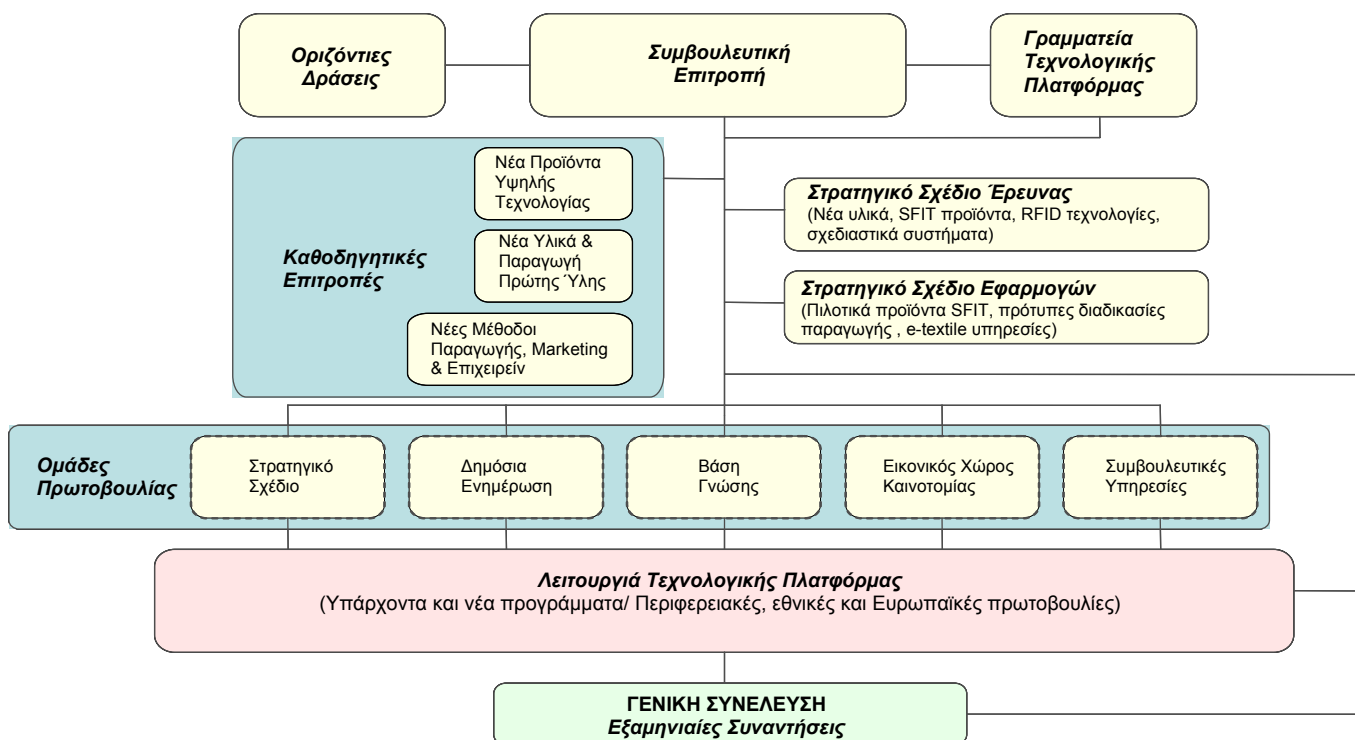 Οριζόντιες
Δράσεις
Συμβουλευτική
Επιτροπή
Γραμματεία
Τεχνολογικής
Πλατφόρμας
Καθοδηγητικές
Επιτροπές
Νέα Προϊόντα
Υψηλής
Τεχνολογίας
Νέα Υλικά &
Παραγωγή
Πρώτης Ύλης
Νέες Μέθοδοι
Παραγωγής, Marketing
& Επιχειρείν
Στρατηγικό Σχέδιο Έρευνας
(Νέα υλικά, SFIT προϊόντα, RFID τεχνολογίες,
σχεδιαστικά συστήματα)
Στρατηγικό Σχέδιο Εφαρμογών
(Πιλοτικά προϊόντα SFIT, πρότυπες διαδικασίες
παραγωγής , e-textile υπηρεσίες)
Ομάδες
Πρωτοβουλίας
Στρατηγικό
Σχέδιο
Δημόσια
Ενημέρωση
Βάση
Γνώσης
Εικονικός Χώρος
Καινοτομίας
Συμβουλευτικές
Υπηρεσίες
Λειτουργιά Τεχνολογικής Πλατφόρμας
(Υπάρχοντα και νέα προγράμματα/ Περιφερειακές, εθνικές και Ευρωπαϊκές πρωτοβουλίες)
ΓΕΝΙΚΗ ΣΥΝΕΛΕΥΣΗ
Εξαμηνιαίες Συναντήσεις